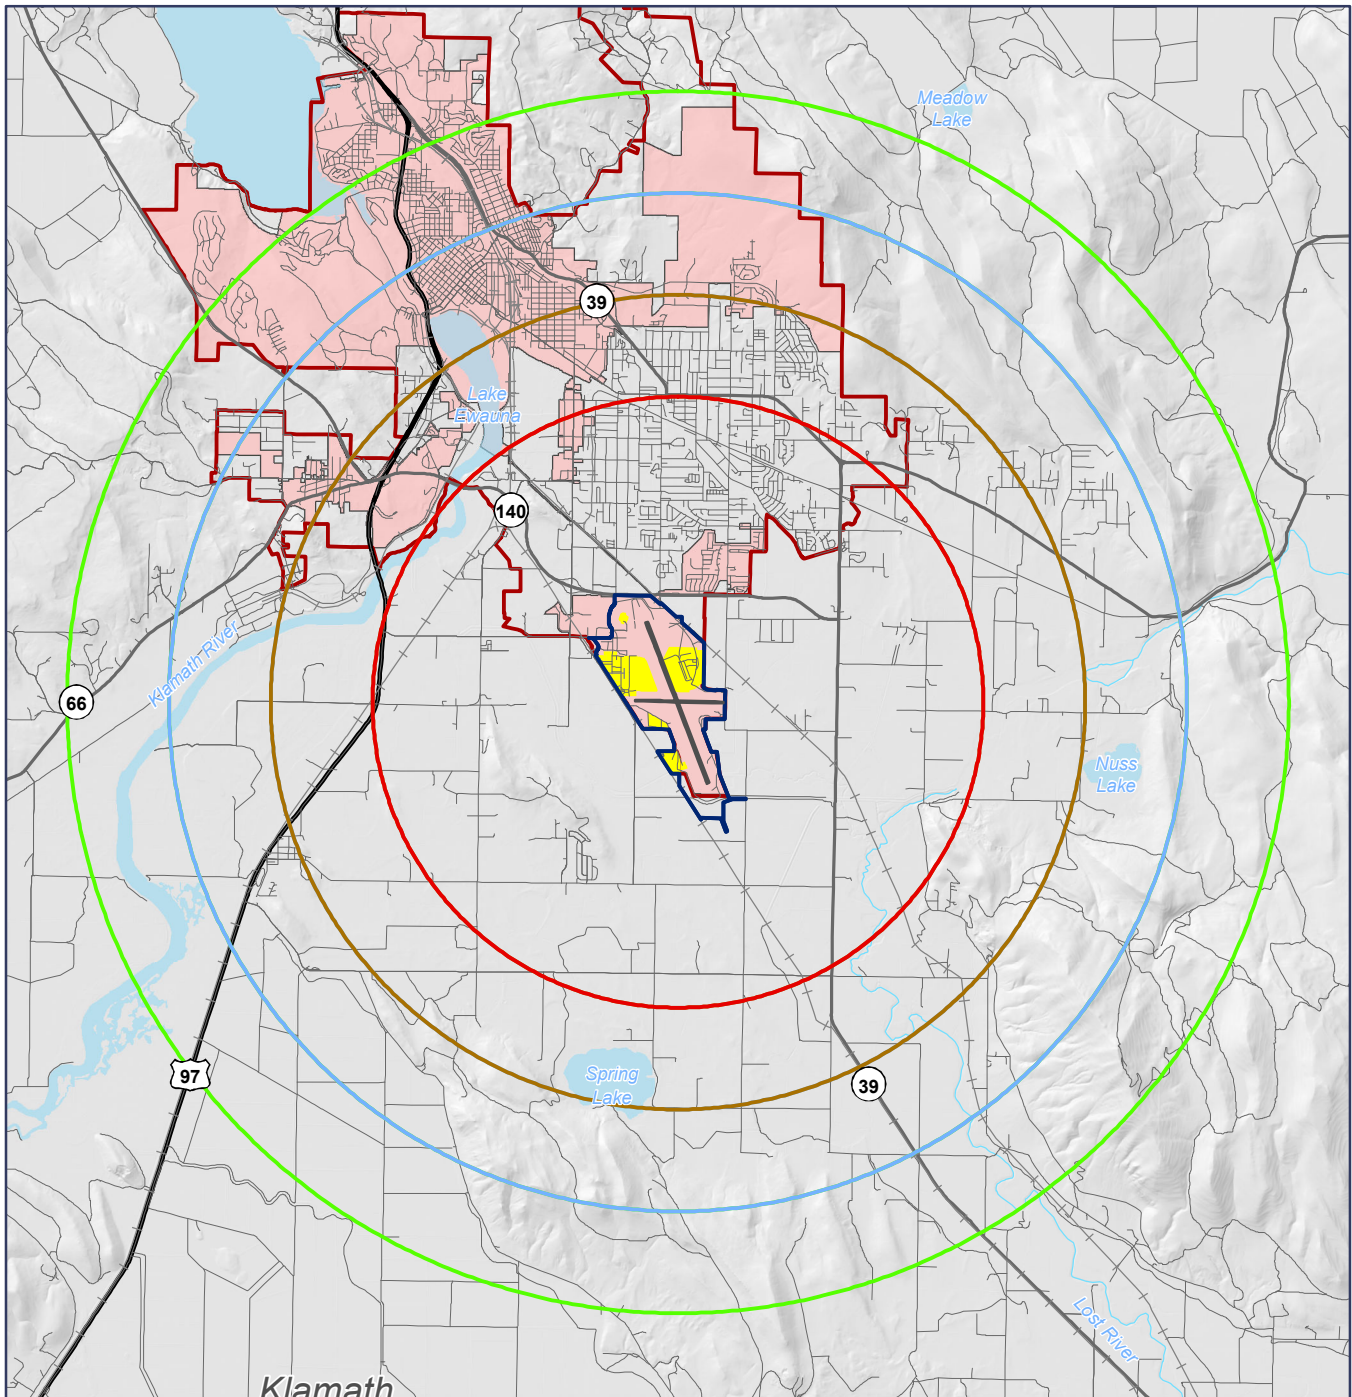 Meadow
Lake
39
Lake
Ewauna
140
Klamath River
66
Nuss
Lake
Spring
Lake
97
39
Lost River
Klamath